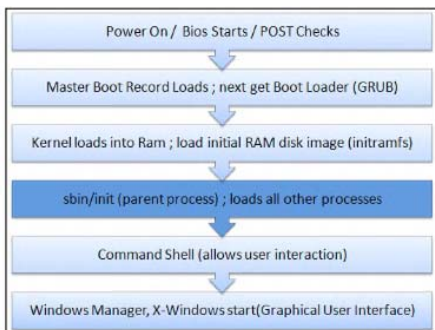 Power On / Bios Starts / POST Checks
Master Boot Record Loads ; next get Boot Loader (GRUB)
Kernel loads into Ram ; load initial RAM disk image (initramfs)
sbin/init (parent process) ; loads all other processes
Command Shell (allows user interaction)
Windows Manager, X-Windows start(Graphical User Interface)